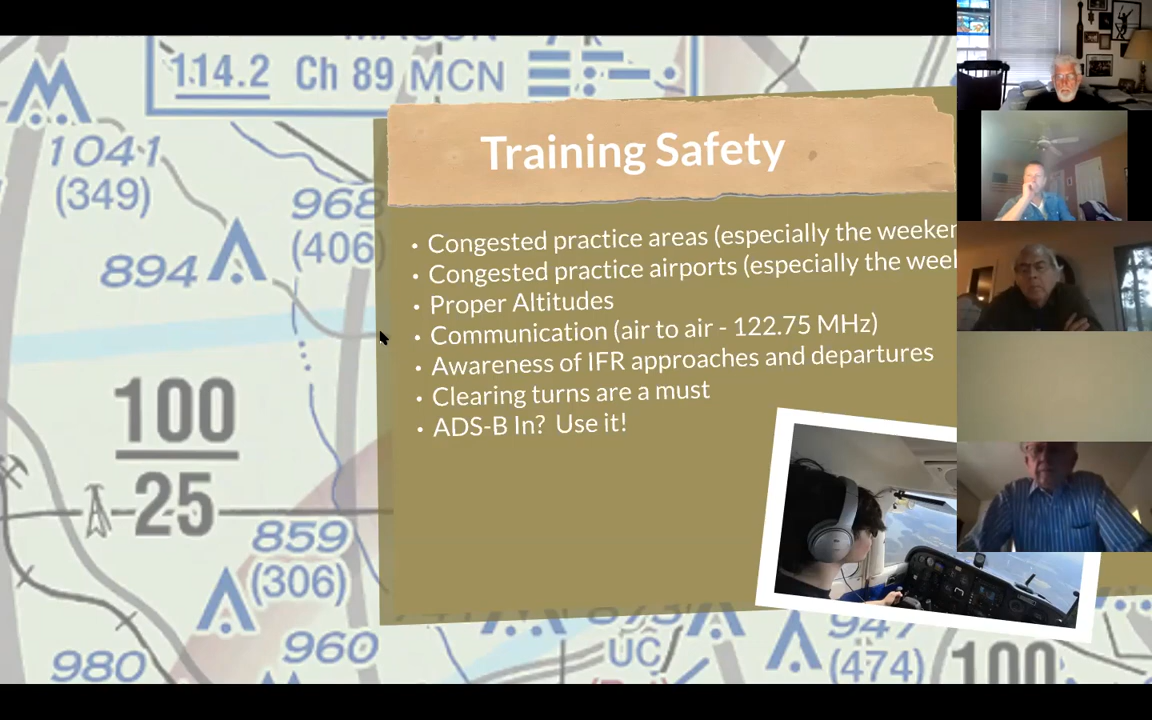 114.2 Ch 89 MCN
1041
(349)
968
(406)
894
Training Safety
• Congested practice areas (especially the
• Congested practice airports (especially the
• Proper Altitudes
• Communication (air to air - 122.75 MHz)
• Awareness of IFR approaches and departures
• Clearing turns are a must
• ADS-B In? Use it!
100
25
859
(306)
960
980
UC
947
(474)
100